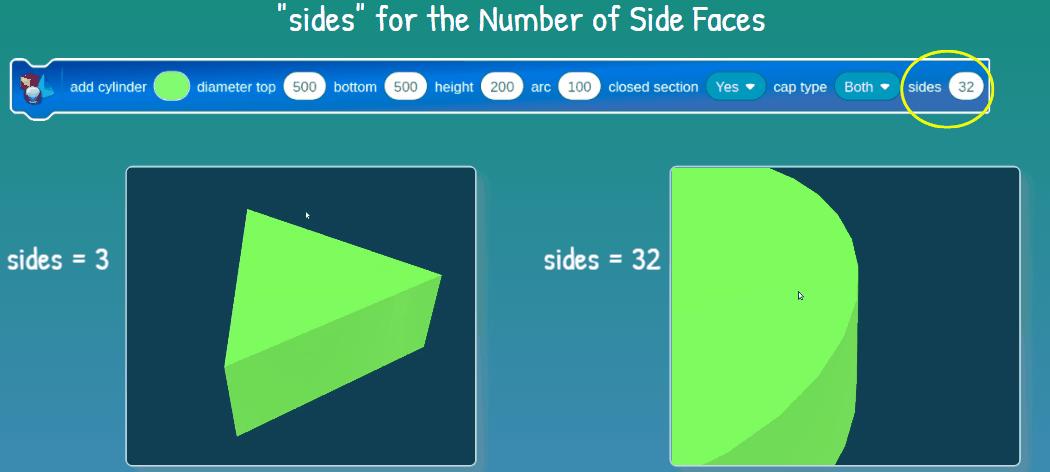 "sides" for the Number of Side Faces
add cylinder diameter top 500 bottom 500 height 200 arc 100 closed section Yes cap type Both sides 32
sides = 3
sides = 32